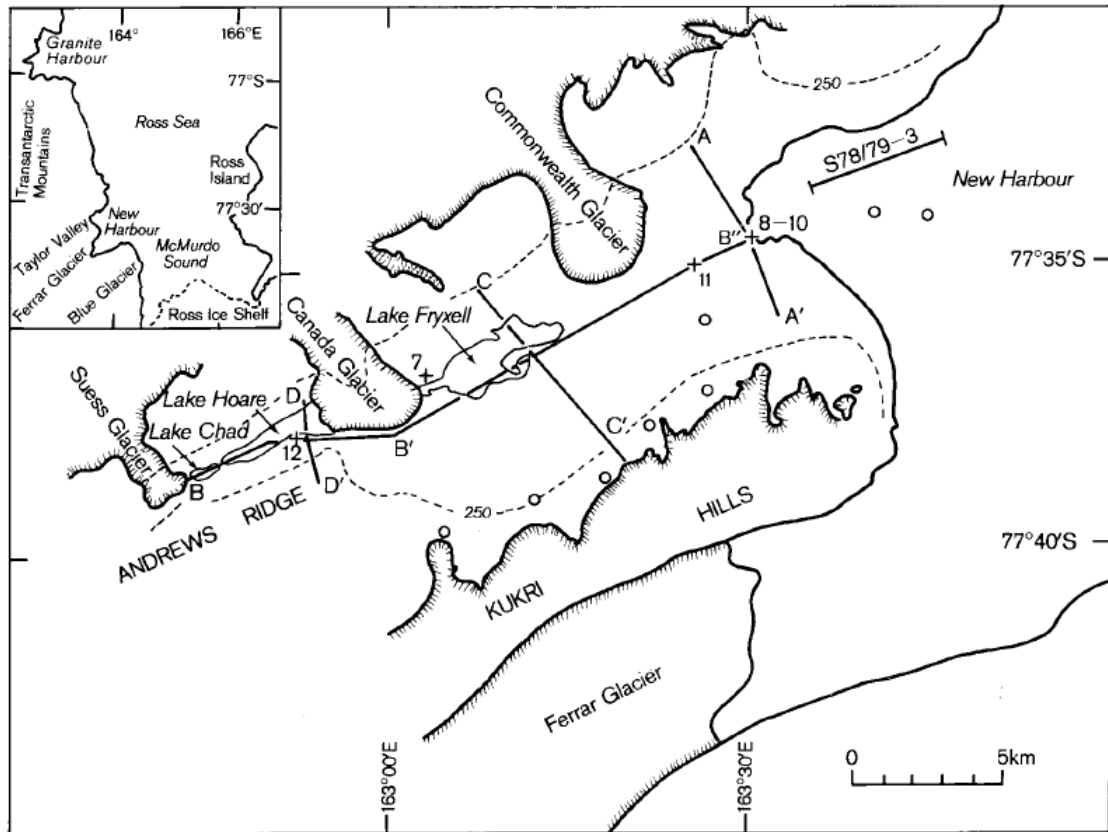 164°
166°E
Granite
Harbour
77°S
Transantarctic
Mountains
Ross Sea
Ross
Island
77°30'
New
Harbour
McMurdo
Sound
Taylor Valley
Ferrar Glacier
Blue Glacier
Ross Ice Shelf
250
Commonwealth
Glacier
A
S78/79-3
New Harbour
B"
8-10
77°35'S
11
A'
C
Lake Fryxell
Canada Glacier
7
Suess Glacier
Lake Hoare
D
Lake Chad
12
B'
C'
B
D'
250
ANDREWS RIDGE
HILLS
77°40'S
KUKRI
Ferrar Glacier
163°00'E
163°30'E
0 5km